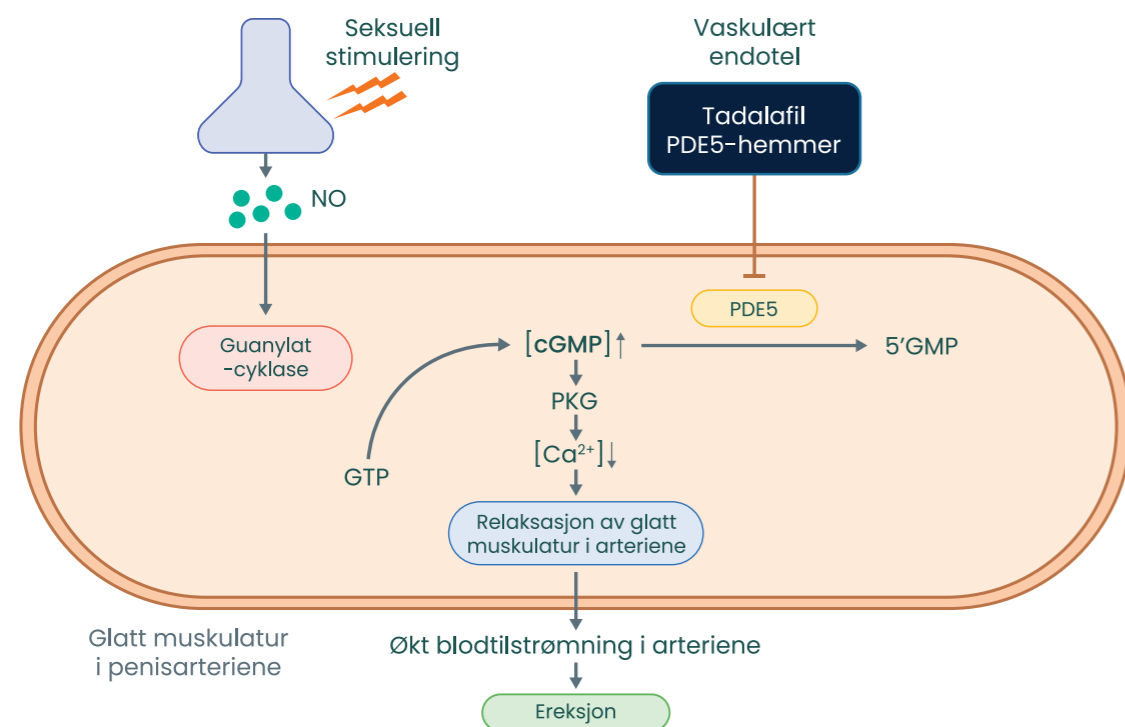 Seksuell
stimulering
Vaskulært
endotel
Tadalafil
PDE5-hemmer
NO
PDE5
Guanylat
-cyklase
[cGMP]↑
5'GMP
PKG
[Ca²⁺]↓
GTP
Relaksasjon av glatt
muskulatur i arteriene
Glatt muskulatur
i penisarteriene
Økt blodtilstrømning i arteriene
Ereksjon